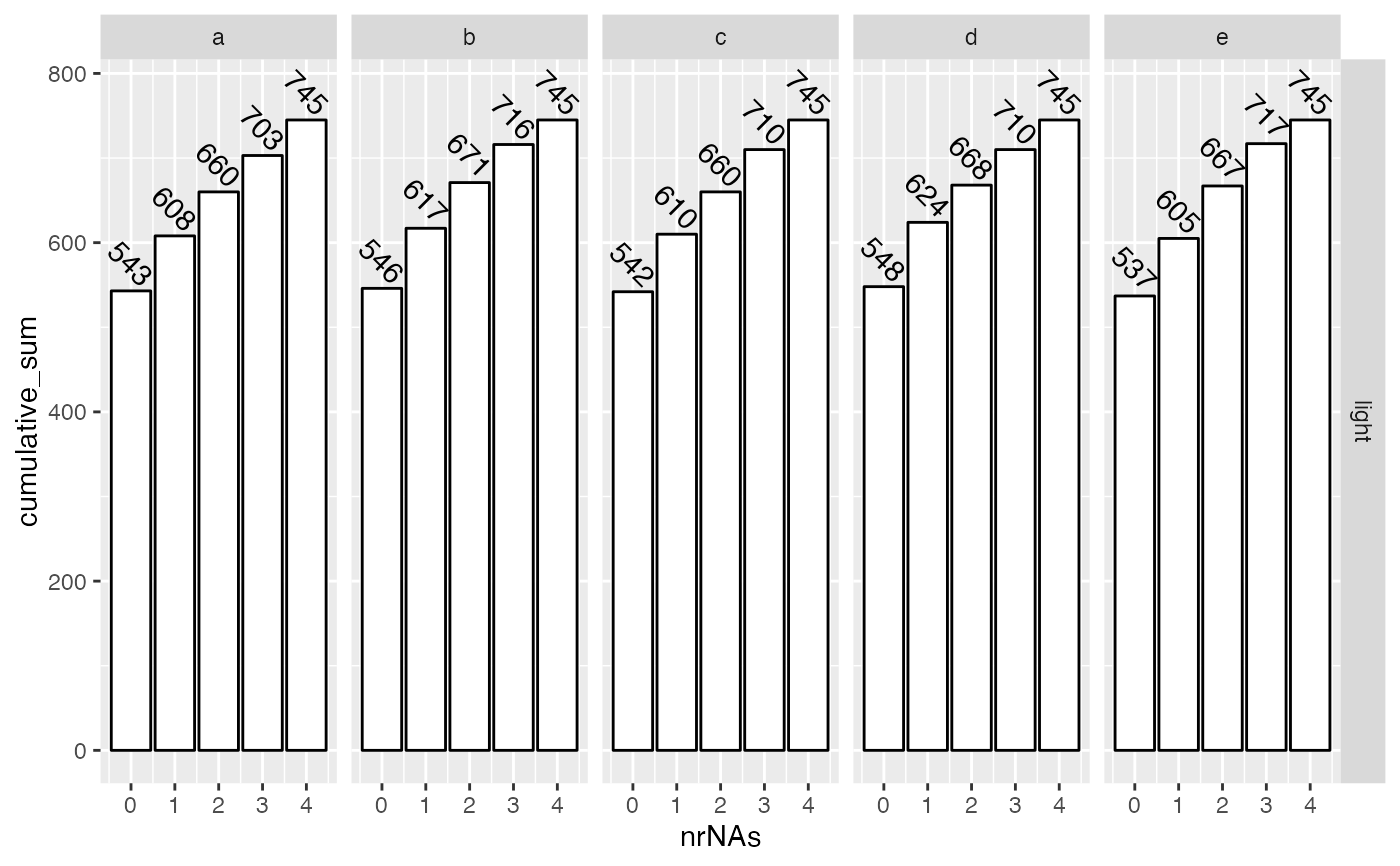 a b c d e
cumulative_sum
800
600
400
200
0
543 608 660 703 745
546 617 671 716 745
542 610 660 710 745
548 624 668 710 745
537 605 667 717 745
light
0 1 2 3 4 0 1 2 3 4 0 1 2 3 4 0 1 2 3 4 0 1 2 3 4
nrNAs